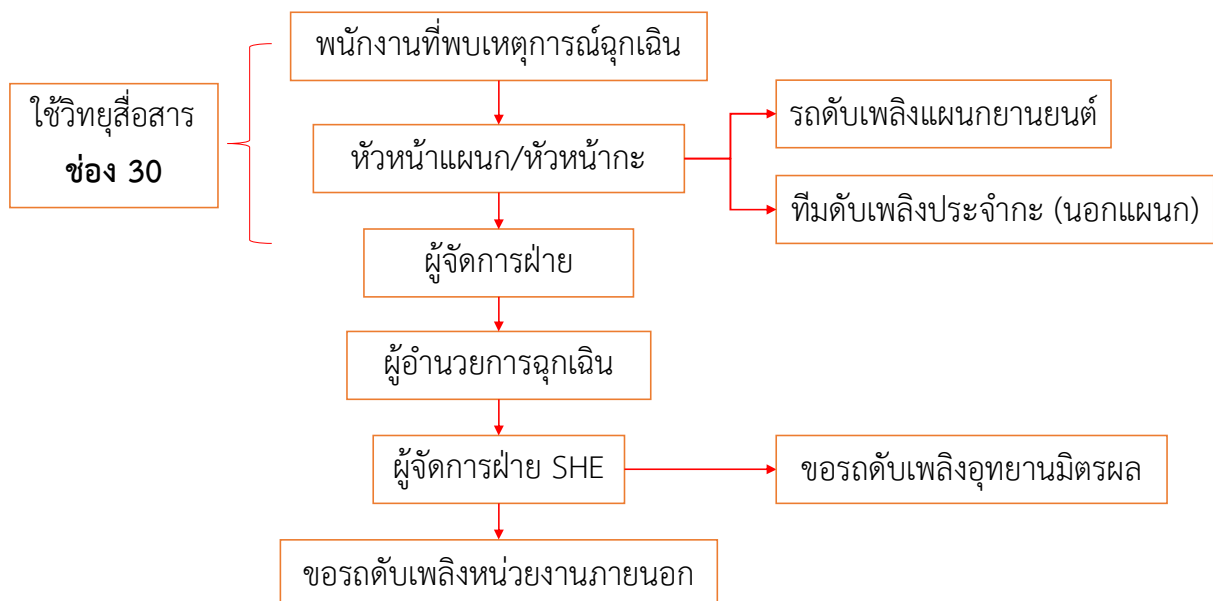 พนักงานที่พบเหตุการณ์ฉุกเฉิน
ใช้วิทยุสื่อสาร
ช่อง 30
หัวหน้าแผนก/หัวหน้ากะ
รถดับเพลิงแผนกยานยนต์
ทีมดับเพลิงประจำกะ (นอกแผนก)
ผู้จัดการฝ่าย
ผู้อำนวยการฉุกเฉิน
ผู้จัดการฝ่าย SHE
ขอรถดับเพลิงอุทยานมิตรผล
ขอรถดับเพลิงหน่วยงานภายนอก